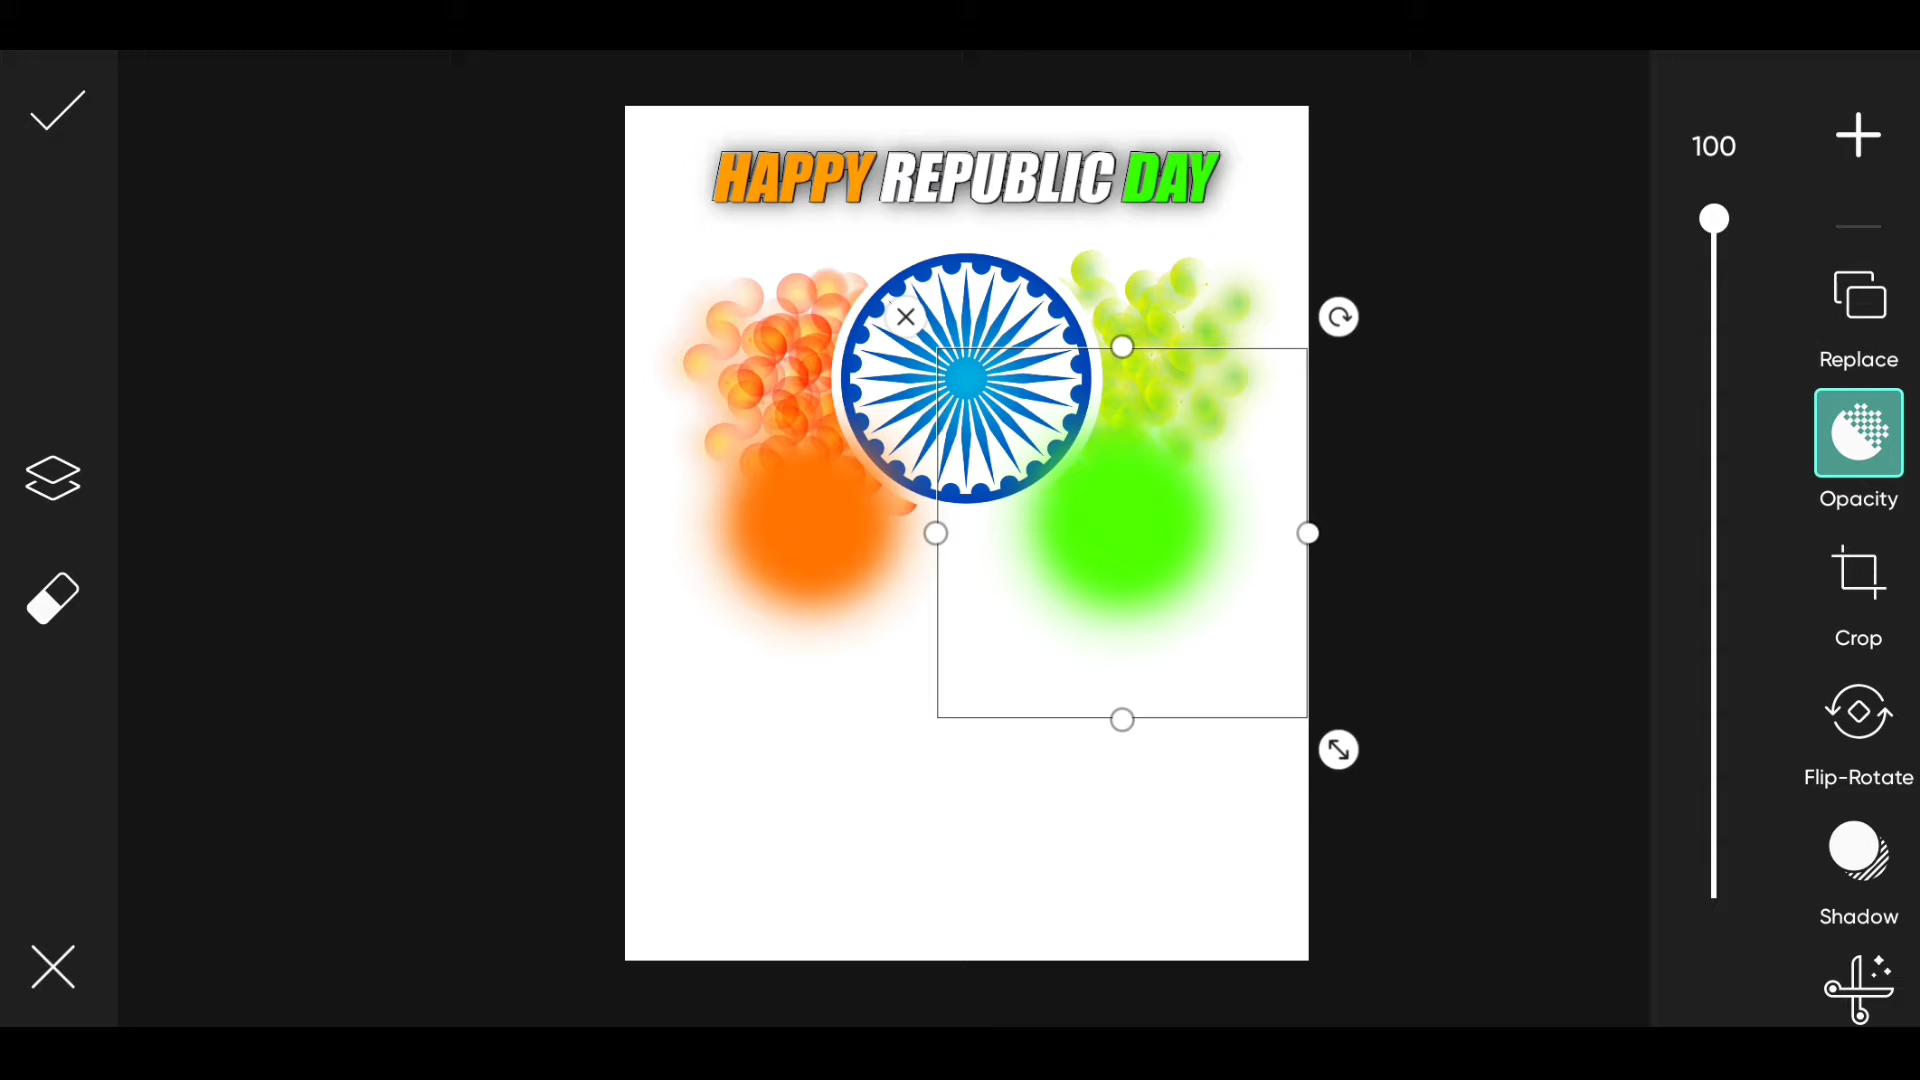 HAPPY REPUBLIC DAY
100
Replace
Opacity
Crop
Flip-Rotate
Shadow